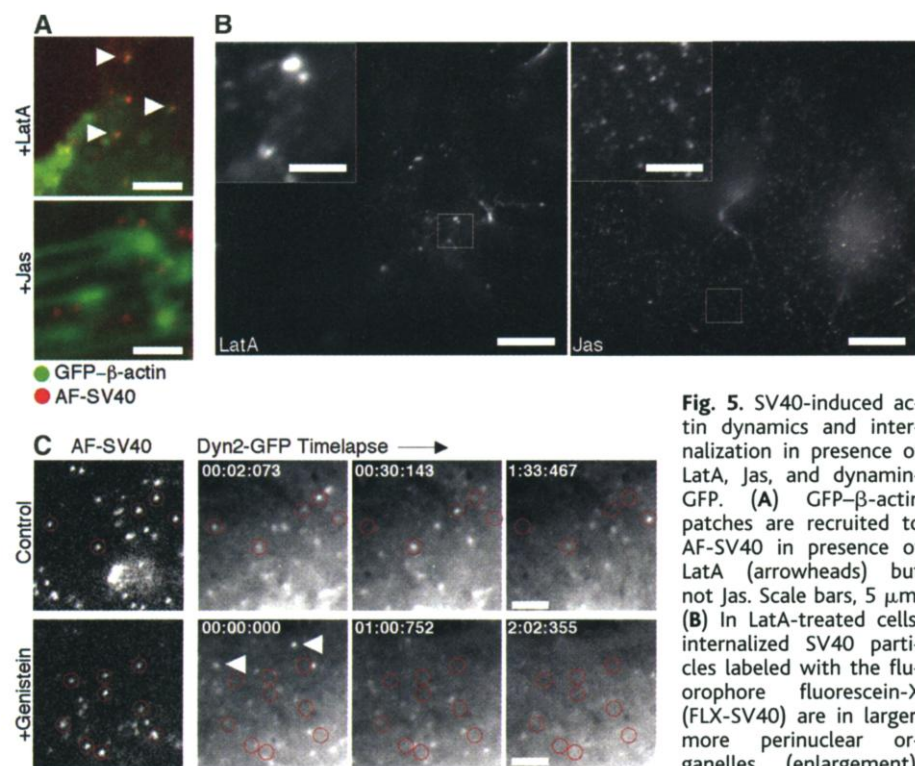 A
B
+LatA
+Jas
LatA
Jas
GFP–β-actin
AF-SV40
C
AF-SV40
Dyn2-GFP Timelapse
Control
00:02:073
00:30:143
1:33:467
+Genistein
00:00:000
01:00:752
2:02:355
Fig. 5. SV40-induced ac-
tin dynamics and inter-
nalization in presence o
LatA, Jas, and dynamin-
GFP. (A) GFP–β-actin
patches are recruited to
AF-SV40 in presence o
LatA (arrowheads) but
not Jas. Scale bars, 5 μm
(B) In LatA-treated cells
internalized SV40 parti-
cles labeled with the flu-
orophore fluorescein-X
(FLX-SV40) are in larger
more perinuclear or-
ganelles (enlargement)